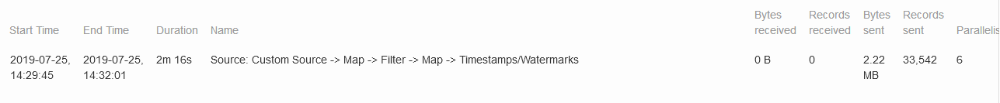 Bytes Records Bytes Records
Start Time End Time Duration Name received received sent sent Parallelis
2019-07-25, 2019-07-25, 2m 16s Source: Custom Source -> Map -> Filter -> Map -> Timestamps/Watermarks 0 B 0 2.22 33,542 6
14:29:45 14:32:01 MB